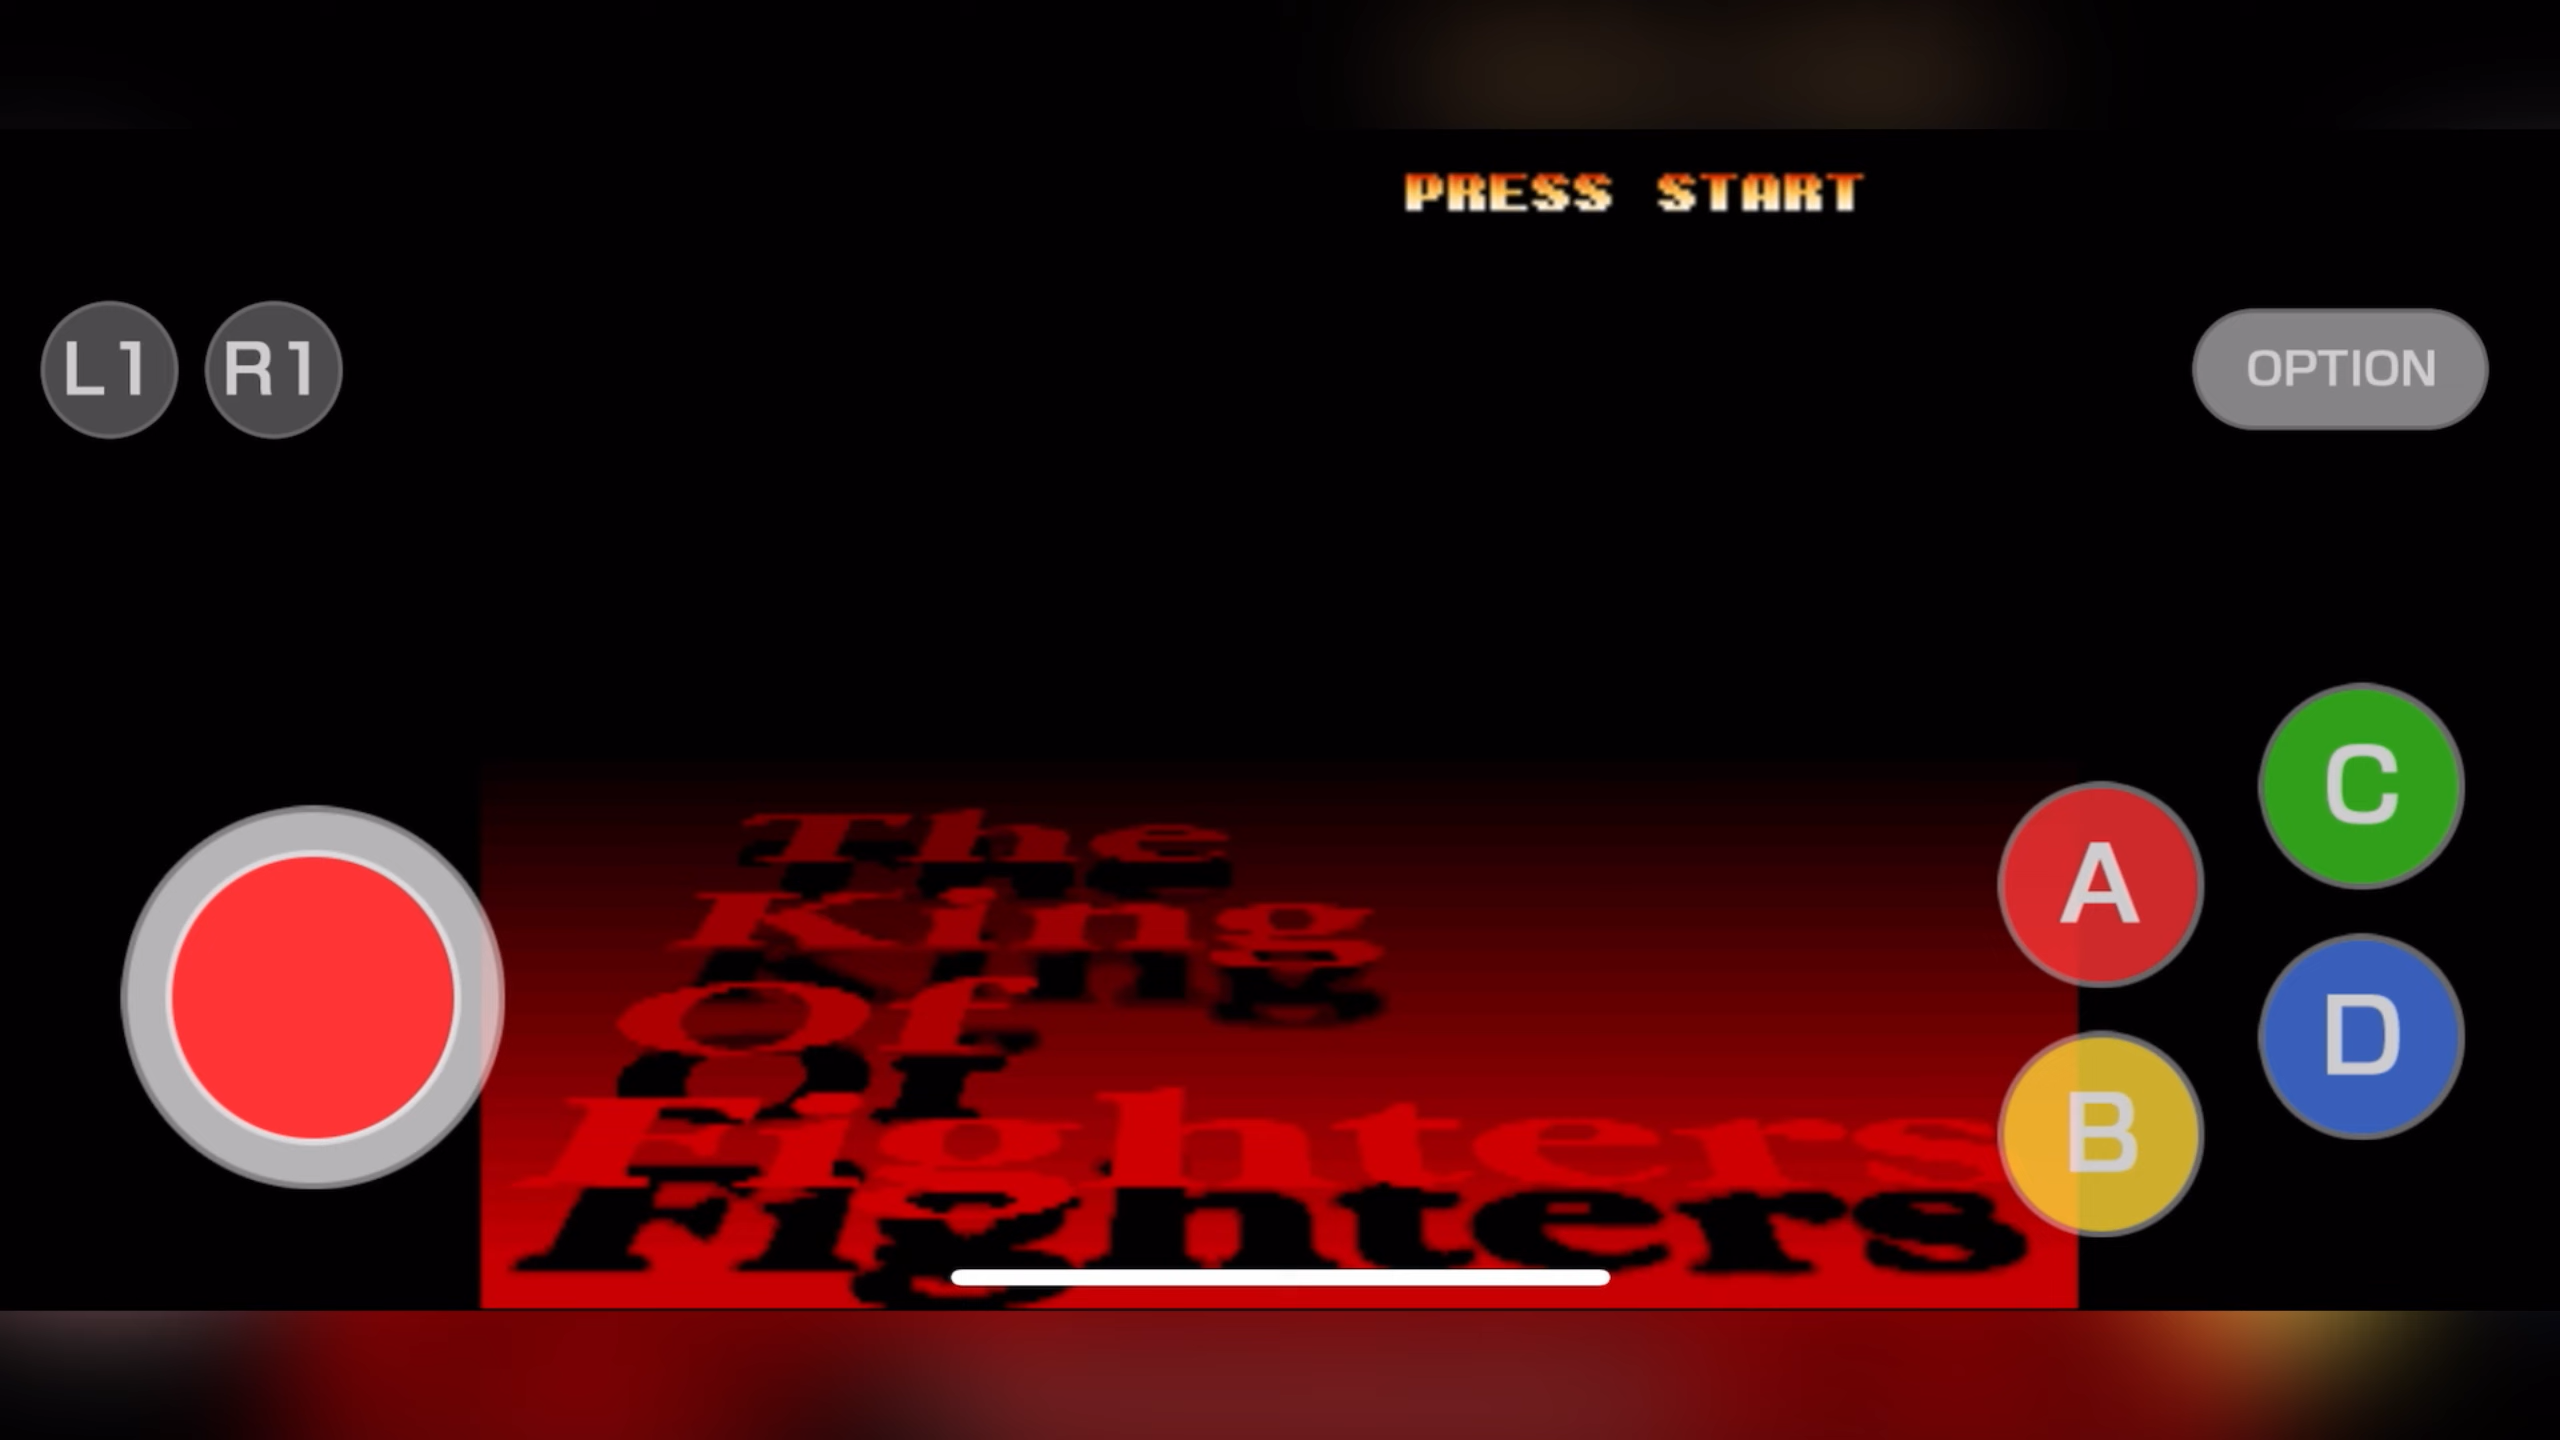 PRESS START
L1 R1
OPTION
The
King
Of
Fighters
C
A
D
B